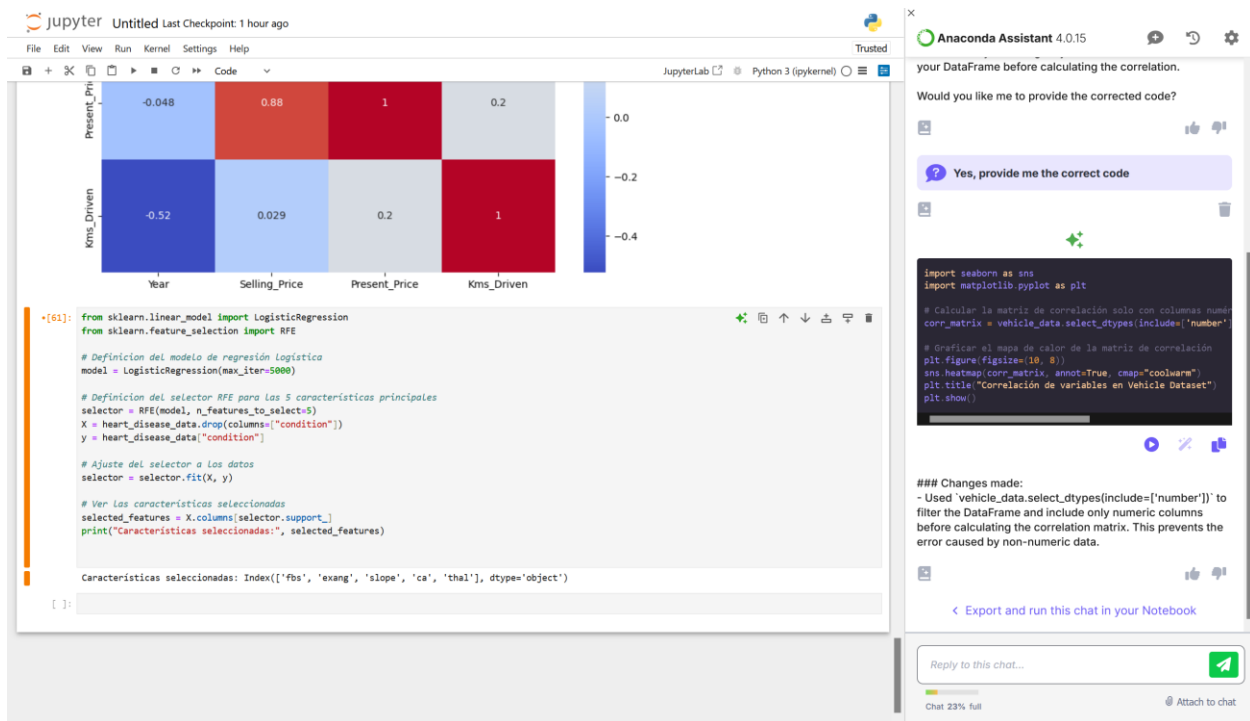 jupyter Untitled Last Checkpoint: 1 hour ago
File Edit View Run Kernel Settings Help
Trusted
Code
JupyterLab
Python 3 (ipykernel)
-0.048 0.88 1 0.2
Kms_Driven
-0.52 0.029 0.2 1
Year Selling_Price Present_Price Kms_Driven
0.0
−0.2
−0.4
[61]: from sklearn.linear_model import LogisticRegression
from sklearn.feature_selection import RFE
# Definicion del modelo de regresión logística
model = LogisticRegression(max_iter=5000)
# Definicion del selector RFE para las 5 características principales
selector = RFE(model, n_features_to_select=5)
X = heart_disease_data.drop(columns=["condition"])
y = heart_disease_data["condition"]
# Ajuste del selector a los datos
selector = selector.fit(X, y)
# Ver las características seleccionadas
selected_features = X.columns[selector.support_]
print("Características seleccionadas:", selected_features)
Características seleccionadas: Index(['fbs', 'exang', 'slope', 'ca', 'thal'], dtype='object')
[ ]:
Anaconda Assistant 4.0.15
your DataFrame before calculating the correlation.
Would you like me to provide the corrected code?
Yes, provide me the correct code
import seaborn as sns
import matplotlib.pyplot as plt
# Calcular la matriz de correlación solo con columnas numér
corr_matrix = vehicle_data.select_dtypes(include=['number']
# Graficar el mapa de calor de la matriz de correlación
plt.figure(figsize=(10, 8))
sns.heatmap(corr_matrix, annot=True, cmap="coolwarm")
plt.title("Correlación de variables en Vehicle Dataset")
plt.show()
### Changes made:
- Used `vehicle_data.select_dtypes(include=['number'])` to
filter the DataFrame and include only numeric columns
before calculating the correlation matrix. This prevents the
error caused by non-numeric data.
Export and run this chat in your Notebook
Reply to this chat...
Chat 23% full
Attach to chat